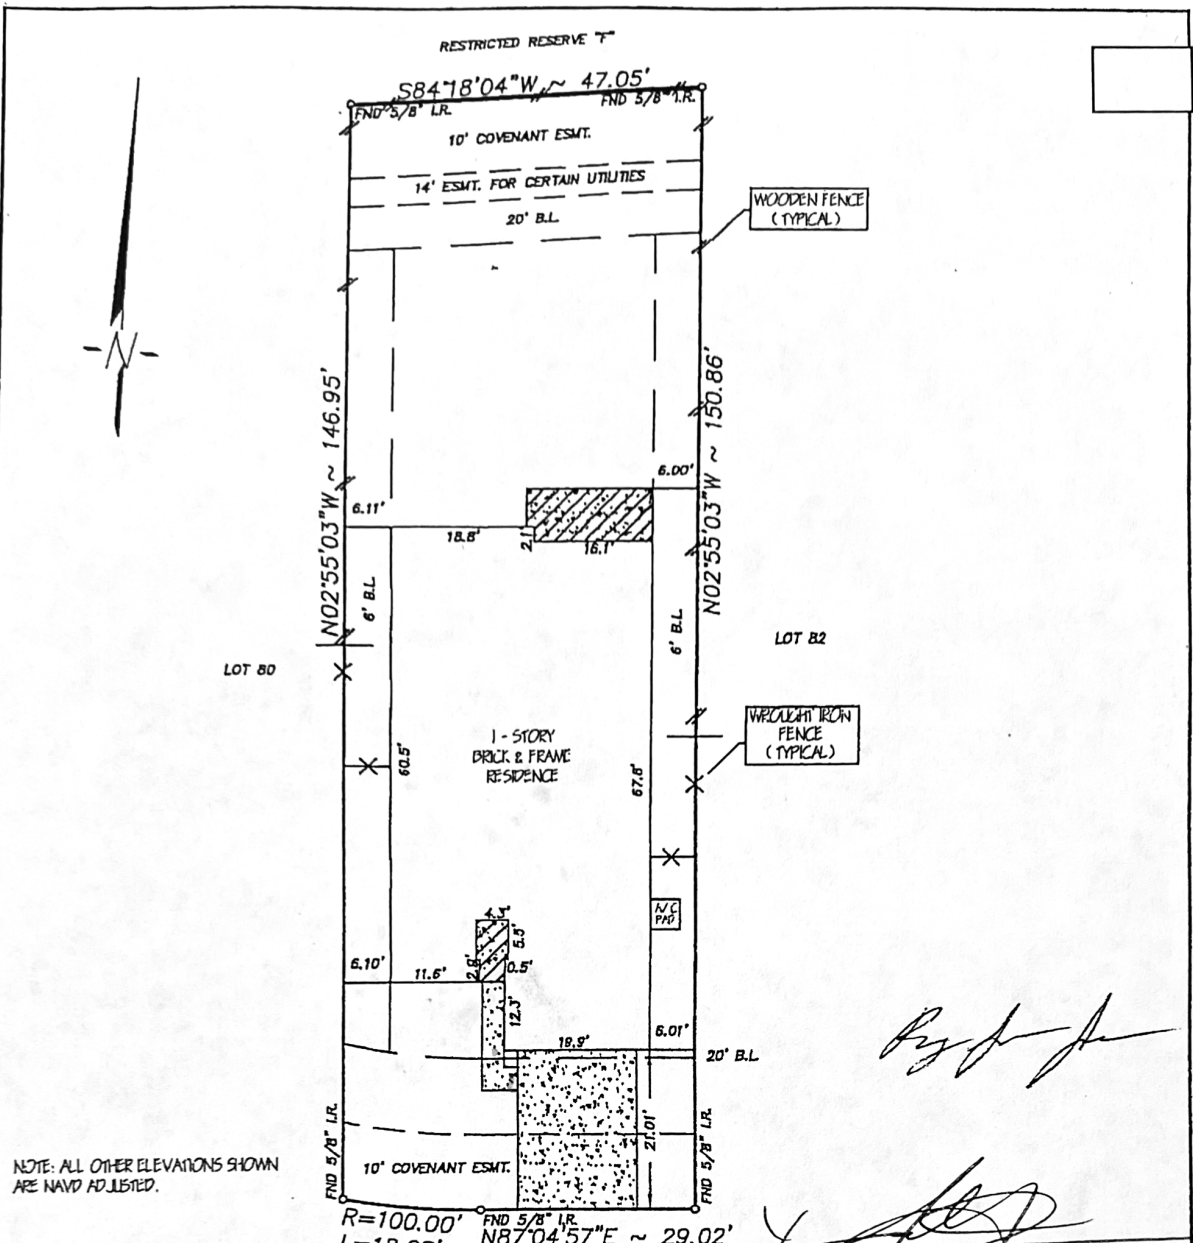 RESTRICTED RESERVE "F"
S84°18'04"W ~ 47.05'
FND 5/8" I.R.
FND 5/8" I.R.
10' COVENANT ESMT.
14' ESMT. FOR CERTAIN UTILITIES
20' B.L.
WOODEN FENCE
(TYPICAL)
N
N02°55'03"W ~ 146.95'
N02°55'03"W ~ 150.86'
6.00'
6.11'
18.8'
2.1'
16.1'
6' B.L.
6' B.L.
LOT 80
LOT 82
WROUGHT IRON
FENCE
(TYPICAL)
1 - STORY
BRICK & FRAME
RESIDENCE
60.5'
67.8'
A/C
PAD
4.3'
5.5'
2.8'
0.5'
6.10'
11.6'
12.3'
19.9'
6.01'
20' B.L.
21.01'
FND 5/8" I.R.
FND 5/8" I.R.
10' COVENANT ESMT.
NOTE: ALL OTHER ELEVATIONS SHOWN
ARE NAVD ADJUSTED.
R=100.00'
FND 5/8" I.R.
N87°04'57"E ~ 29.02'